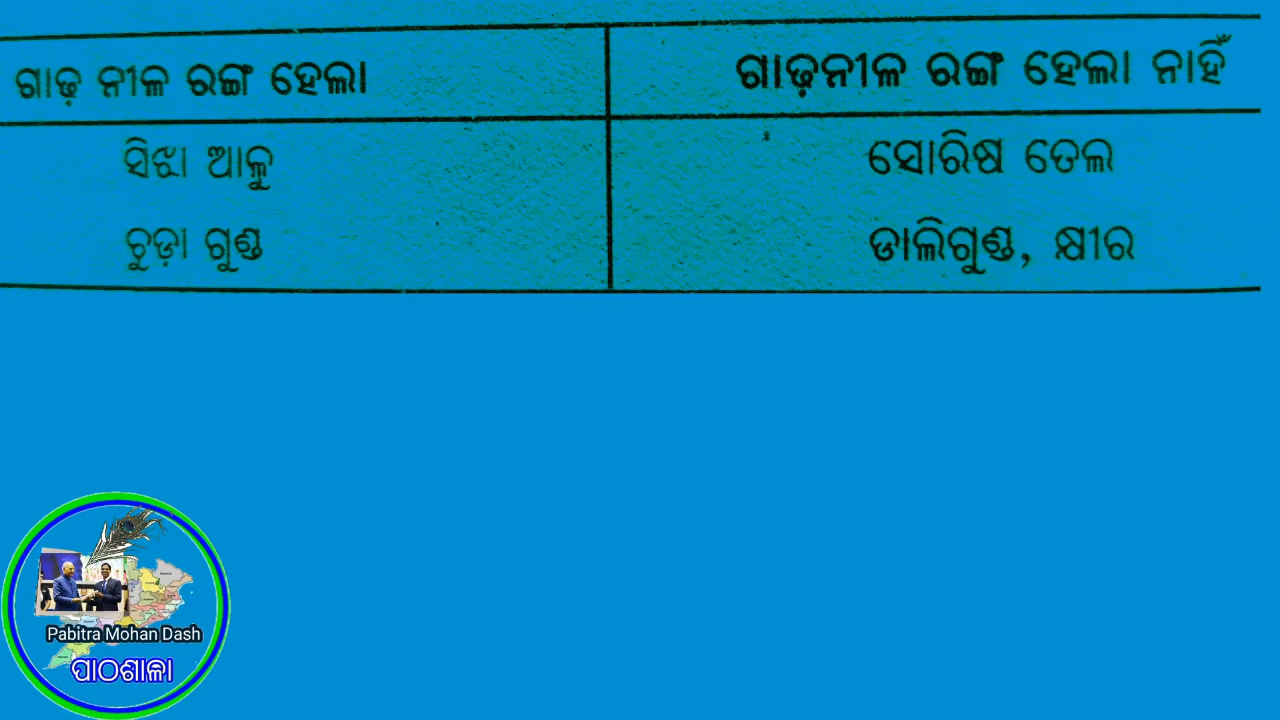 ଗାଢ଼ ନୀଳ ରଙ୍ଗ ହେଲା
ଗାଢ଼ନୀଳ ରଙ୍ଗ ହେଲା ନାହିଁ
ସିଝା ଆଳୁ
ସୋରିଷ ତେଲ
ଚୁଡ଼ା ଗୁଣ୍ଡ
ଡାଲିଗୁଣ୍ଡ, କ୍ଷୀର
Pabitra Mohan Dash
ପାଠଶାଳା